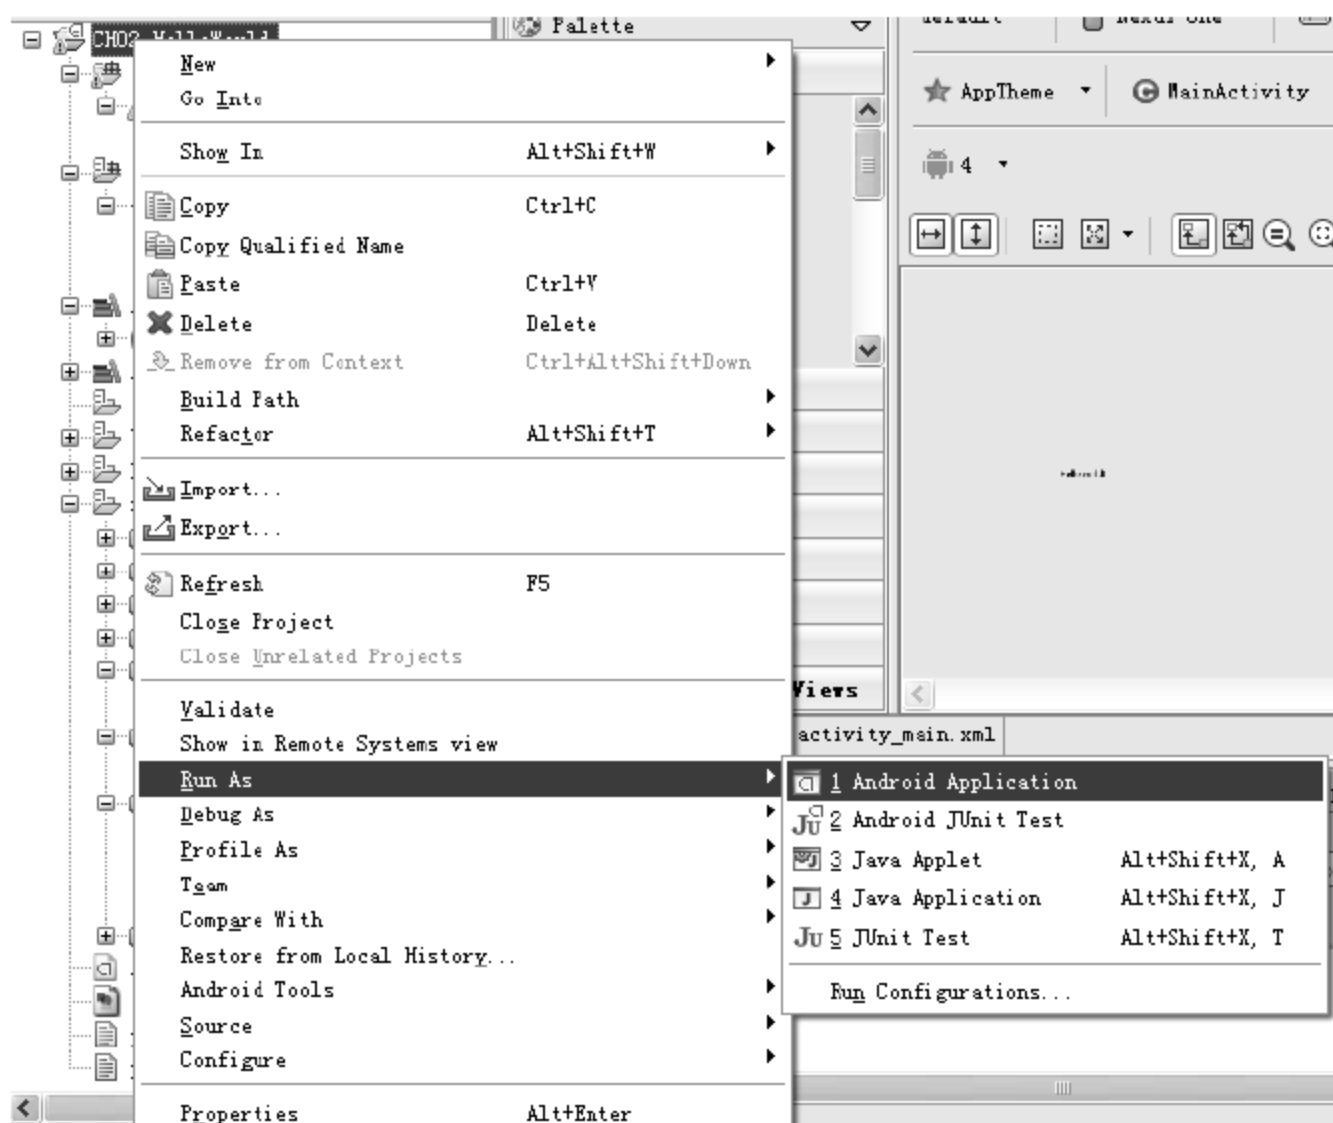 Palette
AppTheme
MainActivity
4
New
Go Into
Show In Alt+Shift+W
Copy Ctrl+C
Copy Qualified Name
Paste Ctrl+V
Delete Delete
Remove from Context Ctrl+Alt+Shift+Down
Build Path
Refactor Alt+Shift+T
Import...
Export...
Refresh F5
Close Project
Close Unrelated Projects
Validate
Show in Remote Systems view
Run As
Debug As
Profile As
Team
Compare With
Restore from Local History...
Android Tools
Source
Configure
Properties Alt+Enter
Views
activity_main.xml
1 Android Application
2 Android JUnit Test
3 Java Applet Alt+Shift+X, A
4 Java Application Alt+Shift+X, J
5 JUnit Test Alt+Shift+X, T
Run Configurations...